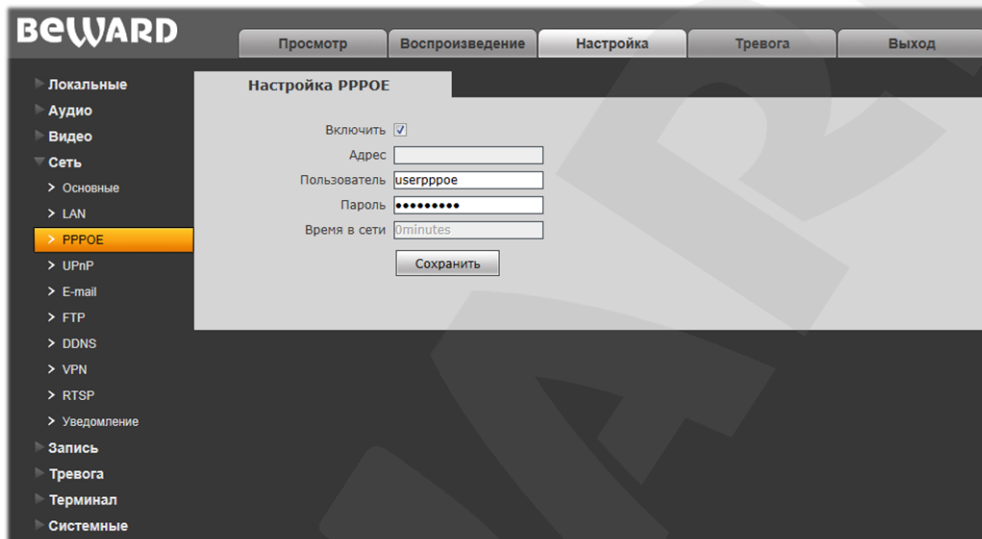 BEWARD
Просмотр Воспроизведение Настройка Тревога Выход
Локальные
Аудио
Видео
Сеть
Основные
LAN
PPPOE
UPnP
E-mail
FTP
DDNS
VPN
RTSP
Уведомление
Запись
Тревога
Терминал
Системные
Настройка PPPOE
Включить
Адрес
Пользователь userpppoe
Пароль •••••••••
Время в сети 0minutes
Сохранить